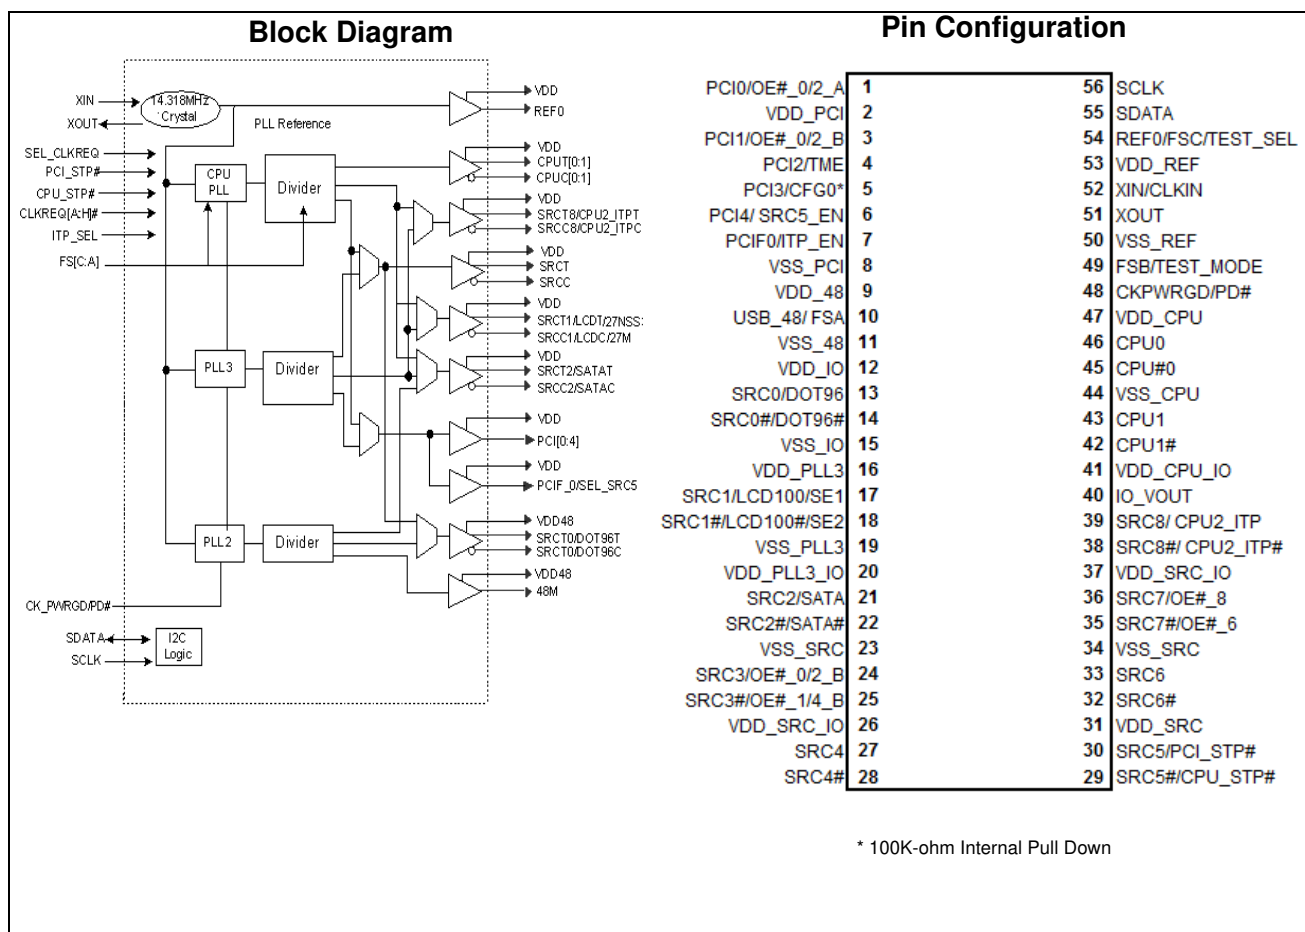 Block Diagram
XIN
XOUT
14.318MHz
Crystal
PLL Reference
SEL_CLKREQ
PCI_STP#
CPU_STP#
CLKREQ[A:H]#
ITP_SEL
FS[C:A]
CPU
PLL
Divider
PLL3
Divider
PLL2
Divider
CK_PWRGD/PD#
SDATA
SCLK
I2C
Logic
VDD
REF0
VDD
CPUT[0:1]
CPUC[0:1]
VDD
SRCT8/CPU2_ITPT
SRCC8/CPU2_ITPC
VDD
SRCT
SRCC
VDD
SRCT1/LCDT/27NSS
SRCC1/LCDC/27M
VDD
SRCT2/SATAT
SRCC2/SATAC
VDD
PCI[0:4]
VDD
PCIF_0/SEL_SRC5
VDD48
SRCT0/DOT96T
SRCT0/DOT96C
VDD48
48M
Pin Configuration
PCI0/OE#_0/2_A 1
VDD_PCI 2
PCI1/OE#_0/2_B 3
PCI2/TME 4
PCI3/CFG0* 5
PCI4/ SRC5_EN 6
PCIF0/ITP_EN 7
VSS_PCI 8
VDD_48 9
USB_48/ FSA 10
VSS_48 11
VDD_IO 12
SRC0/DOT96 13
SRC0#/DOT96# 14
VSS_IO 15
VDD_PLL3 16
SRC1/LCD100/SE1 17
SRC1#/LCD100#/SE2 18
VSS_PLL3 19
VDD_PLL3_IO 20
SRC2/SATA 21
SRC2#/SATA# 22
VSS_SRC 23
SRC3/OE#_0/2_B 24
SRC3#/OE#_1/4_B 25
VDD_SRC_IO 26
SRC4 27
SRC4# 28
56 SCLK
55 SDATA
54 REF0/FSC/TEST_SEL
53 VDD_REF
52 XIN/CLKIN
51 XOUT
50 VSS_REF
49 FSB/TEST_MODE
48 CKPWRGD/PD#
47 VDD_CPU
46 CPU0
45 CPU#0
44 VSS_CPU
43 CPU1
42 CPU1#
41 VDD_CPU_IO
40 IO_VOUT
39 SRC8/ CPU2_ITP
38 SRC8#/ CPU2_ITP#
37 VDD_SRC_IO
36 SRC7/OE#_8
35 SRC7#/OE#_6
34 VSS_SRC
33 SRC6
32 SRC6#
31 VDD_SRC
30 SRC5/PCI_STP#
29 SRC5#/CPU_STP#
* 100K-ohm Internal Pull Down